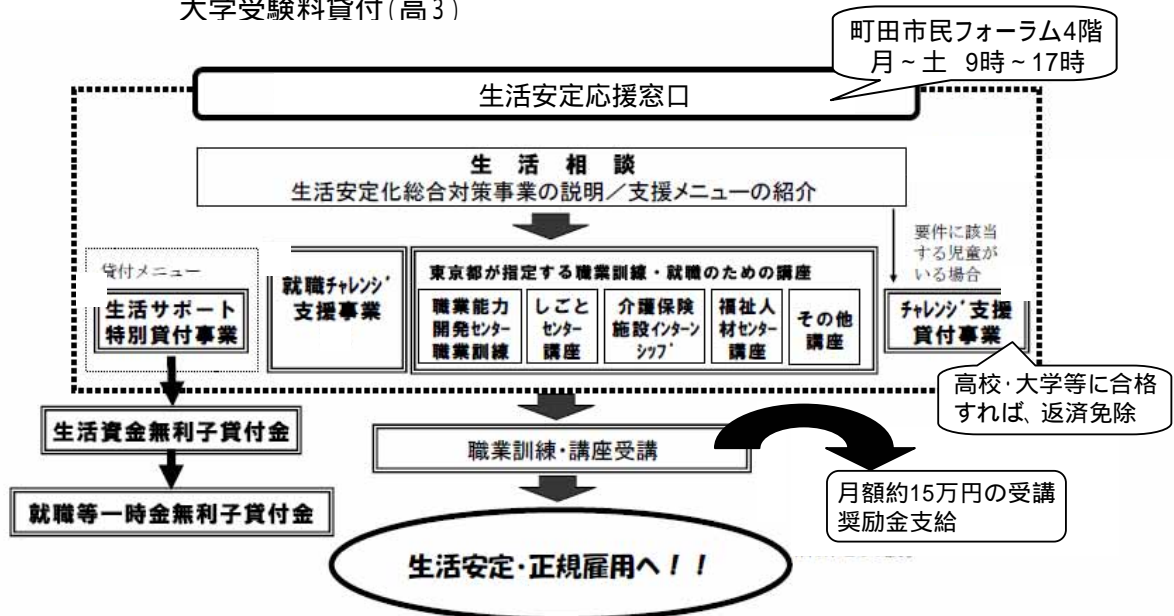 大学受験料貸付(高3)
町田市民フォーラム4階
月~土 9時~17時
生活安定応援窓口
生 活 相 談
生活安定化総合対策事業の説明/支援メニューの紹介
要件に該当
する児童が
いる場合
貸付メニュー
生活サポート
特別貸付事業
就職ﾁｬﾚﾝｼﾞ
支援事業
東京都が指定する職業訓練・就職のための講座
職業能力
開発ｾﾝﾀｰ
職業訓練
しごと
ｾﾝﾀｰ
講座
介護保険
施設ｲﾝﾀｰﾝ
ｼｯﾌﾟ
福祉人
材ｾﾝﾀｰ
講座
その他
講座
ﾁｬﾚﾝｼﾞ支援
貸付事業
高校・大学等に合格
すれば、返済免除
生活資金無利子貸付金
職業訓練・講座受講
月額約15万円の受講
奨励金支給
就職等一時金無利子貸付金
生活安定・正規雇用へ！！